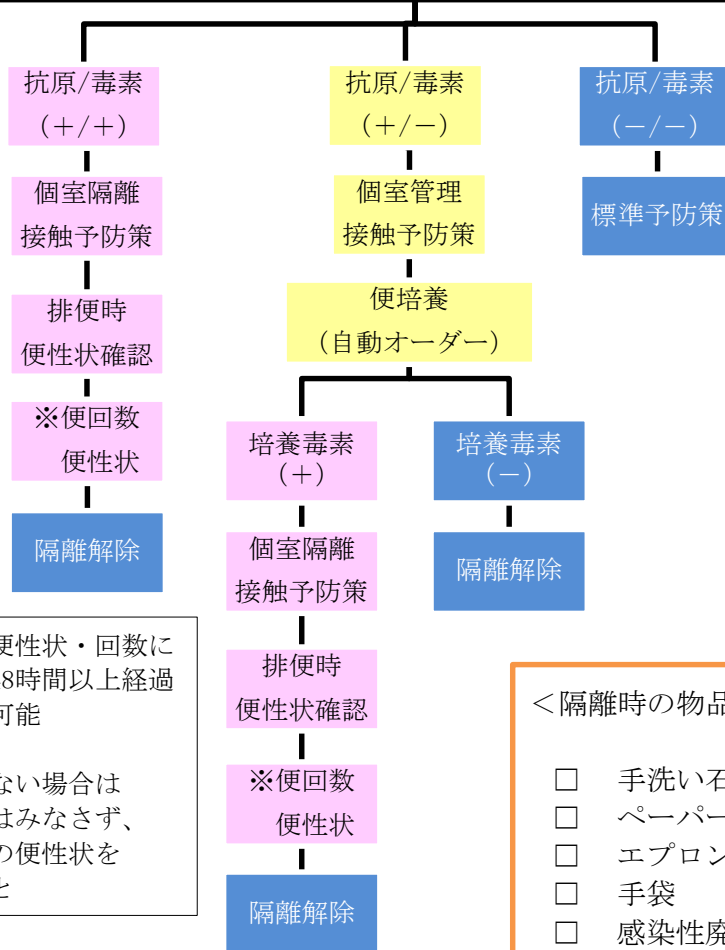 抗原/毒素
(+/+)
個室隔離
接触予防策
排便時
便性状確認
※便回数
便性状
隔離解除
抗原/毒素
(+/-)
個室管理
接触予防策
便培養
(自動オーダー)
培養毒素
(+)
個室隔離
接触予防策
排便時
便性状確認
※便回数
便性状
隔離解除
培養毒素
(-)
隔離解除
抗原/毒素
(-/-)
標準予防策
便性状・回数に
8時間以上経過
可能
ない場合は
はみなさず、
の便性状を
と
<隔離時の物品
□ 手洗い石
□ ペーパー
□ エプロン
□ 手袋
□ 感染性廃